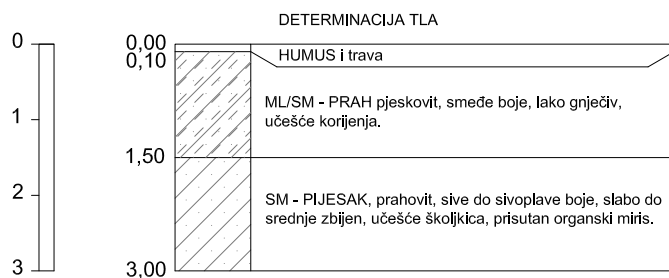 DETERMINACIJA TLA
0
0,00
HUMUS i trava
0,10
ML/SM - PRAH pjeskovit, smeđe boje, lako gnječiv,
učešće korijenja.
1
1,50
2
SM - PIJESAK, prahovit, sive do sivoplave boje, slabo do
srednje zbijen, učešće školjkica, prisutan organski miris.
3
3,00